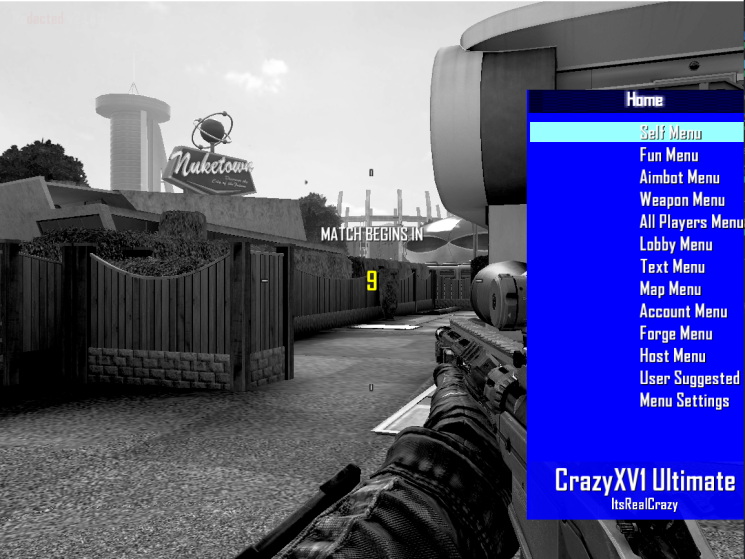 Nuketown
MATCH BEGINS IN
9
Home
Self Menu
Fun Menu
Aimbot Menu
Weapon Menu
All Players Menu
Lobby Menu
Text Menu
Map Menu
Account Menu
Forge Menu
Host Menu
User Suggested
Menu Settings
CrazyXV1 Ultimate
ItsRealCrazy